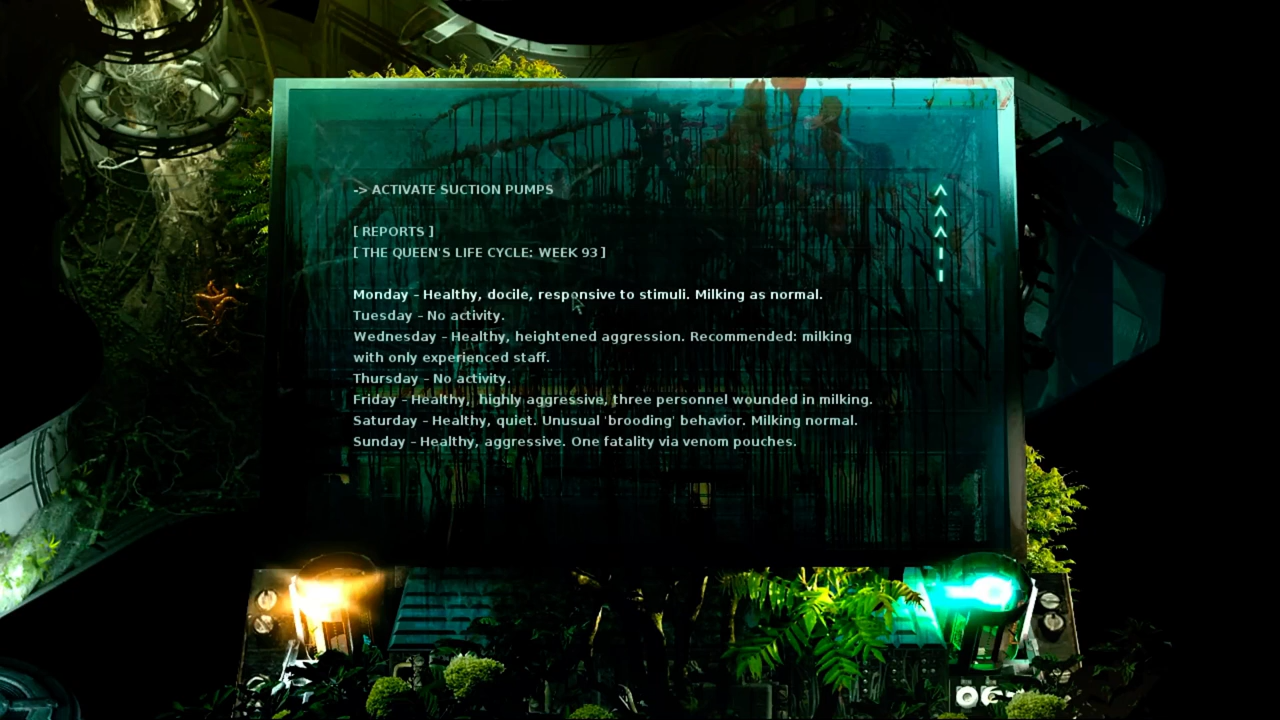 -> ACTIVATE SUCTION PUMPS
[ REPORTS ]
[ THE QUEEN'S LIFE CYCLE: WEEK 93 ]
Monday – Healthy, docile, responsive to stimuli. Milking as normal.
Tuesday – No activity.
Wednesday – Healthy, heightened aggression. Recommended: milking
with only experienced staff.
Thursday – No activity.
Friday – Healthy, highly aggressive, three personnel wounded in milking.
Saturday – Healthy, quiet. Unusual 'brooding' behavior. Milking normal.
Sunday – Healthy, aggressive. One fatality via venom pouches.